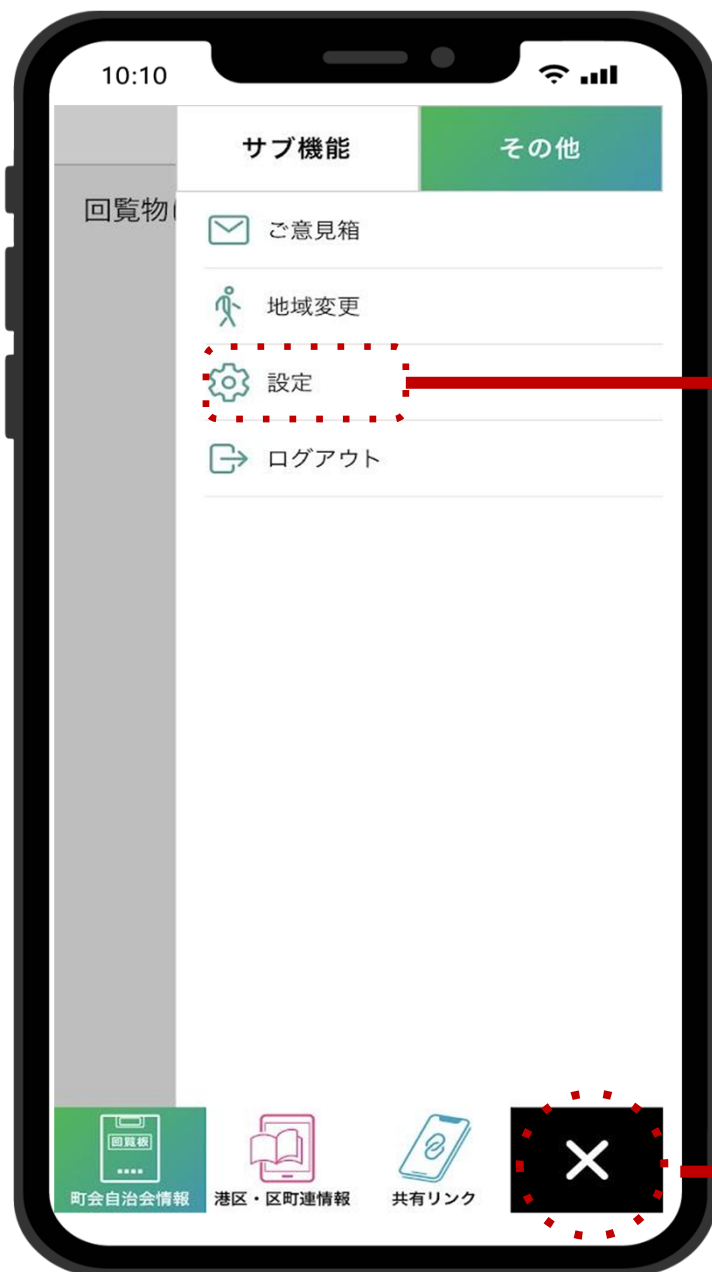 10:10
サブ機能
その他
回覧物
ご意見箱
地域変更
設定
ログアウト
回覧板
町会自治会情報
港区・区町連情報
共有リンク